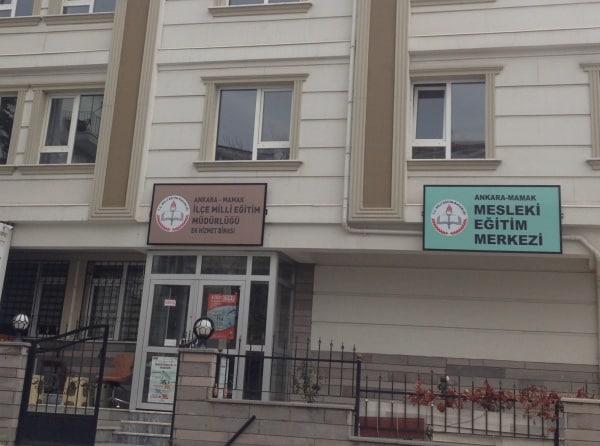 ANKARA - MAMAK
İLÇE MİLLİ EĞİTİM
MÜDÜRLÜĞÜ
EK HİZMET BİNASI
ANKARA-MAMAK
MESLEKİ
EĞİTİM
MERKEZİ